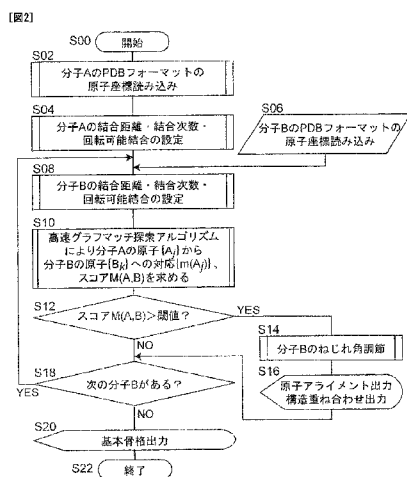 [図2]
S00
開始
S02
分子AのPDBフォーマットの
原子座標読み込み
S04
分子Aの結合距離・結合次数・
回転可能結合の設定
S06
分子BのPDBフォーマットの
原子座標読み込み
S08
分子Bの結合距離・結合次数・
回転可能結合の設定
S10
高速グラフマッチ探索アルゴリズム
により分子Aの原子{Aj}から
分子Bの原子{Bk}への対応{m(Aj)}、
スコアM(A,B)を求める
S12
スコアM(A,B)>閾値？
YES
S14
分子Bのねじれ角調節
NO
S16
原子アライメント出力
構造重ね合わせ出力
S18
次の分子Bがある？
YES
NO
S20
基本骨格出力
S22
終了